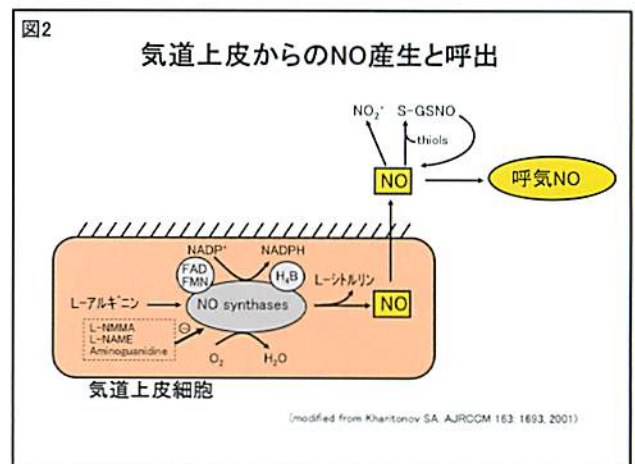 図2
気道上皮からのNO産生と呼出
NO₂⁺ S-GSNO
thiols
NO
呼気NO
NADP⁺ NADPH
FAD
FMN
H₄B
L-シトルリン
L-アルギニン
NO synthases
NO
L-NMMA
L-NAME
Aminoguanidine
⊖
O₂
H₂O
気道上皮細胞
(modified from Kharitonov SA. AJRCCM 163: 1693, 2001)